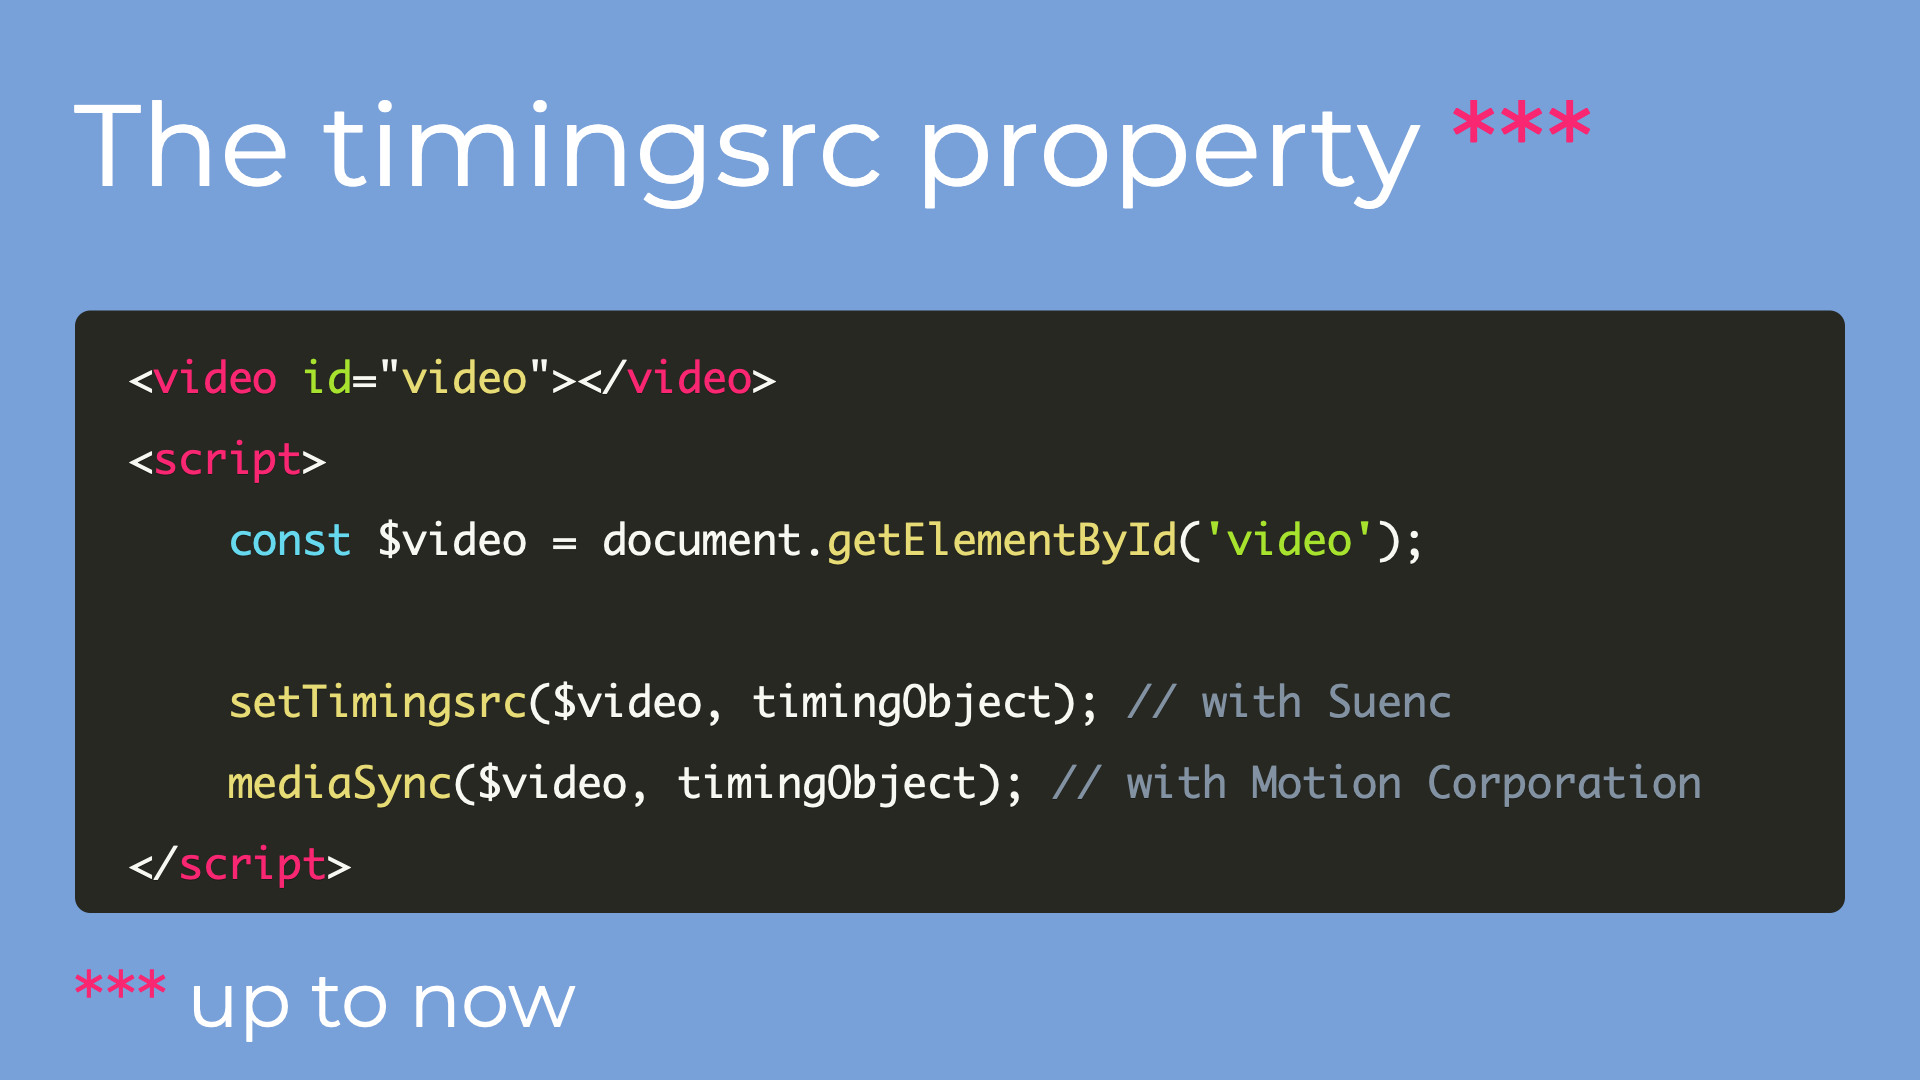 The timingsrc property ***
<video id="video"></video>
<script>
const $video = document.getElementById('video');
setTimingsrc($video, timingObject); // with Suenc
mediaSync($video, timingObject); // with Motion Corporation
</script>
*** up to now